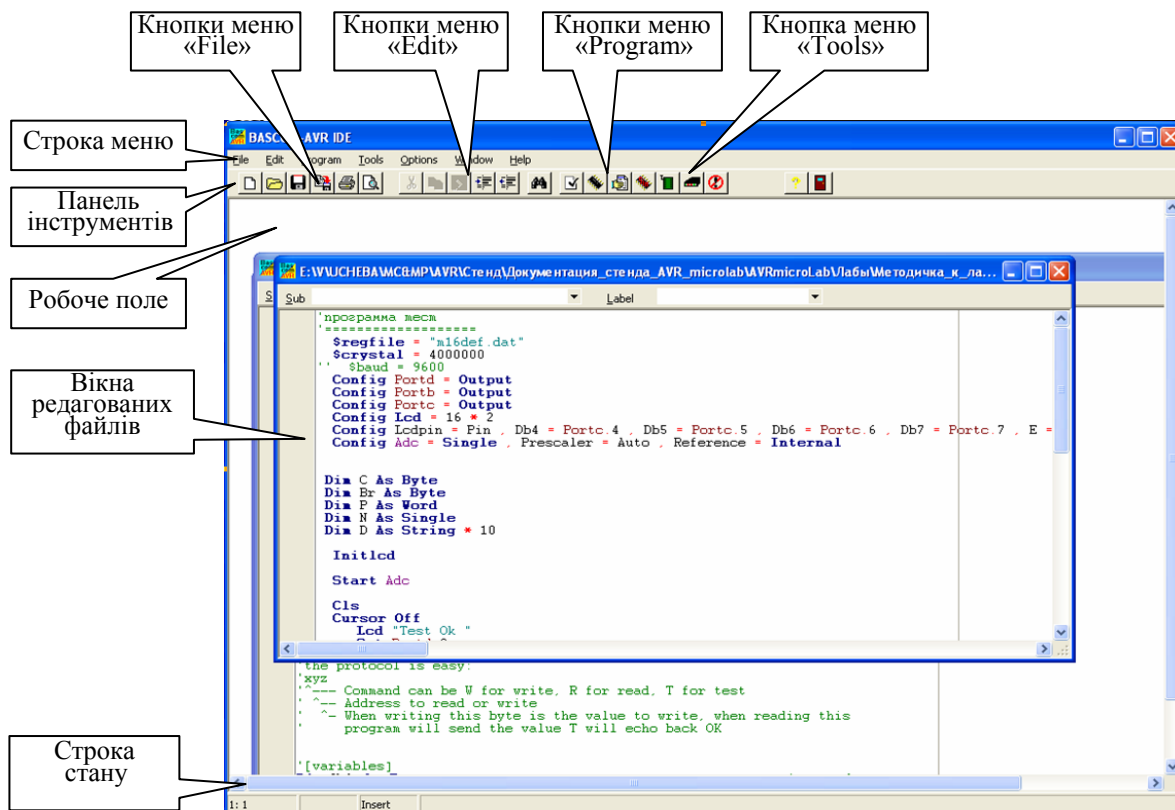 Кнопки меню
«File»
Кнопки меню
«Edit»
Кнопки меню
«Program»
Кнопка меню
«Tools»
Строка меню
Панель
інструментів
Робоче поле
Вікна
редагованих
файлів
Строка
стану
AVR IDE
File Edit Program Tools Options Window Help
E:\V\UCHEBA\MC&MP\AVR\Стенд\Документация_стенда_AVR_microlab\AVRmicroLab\Лабы\Методичка_к_ла...
Sub Label
'программа тест
'===================
$regfile = "m16def.dat"
$crystal = 4000000
'' $baud = 9600
Config Portd = Output
Config Portb = Output
Config Portc = Output
Config Lcd = 16 * 2
Config Lcdpin = Pin , Db4 = Portc.4 , Db5 = Portc.5 , Db6 = Portc.6 , Db7 = Portc.7 , E =
Config Adc = Single , Prescaler = Auto , Reference = Internal
Dim C As Byte
Dim Br As Byte
Dim P As Word
Dim N As Single
Dim D As String * 10
Initlcd
Start Adc
Cls
Cursor Off
Lcd "Test Ok "
'the protocol is easy:
'xyz
'^--- Command can be W for write, R for read, T for test
' ^-- Address to read or write
'  ^- When writing this byte is the value to write, when reading this
' program will send the value T will echo back OK
'[variables]
1: 1 Insert